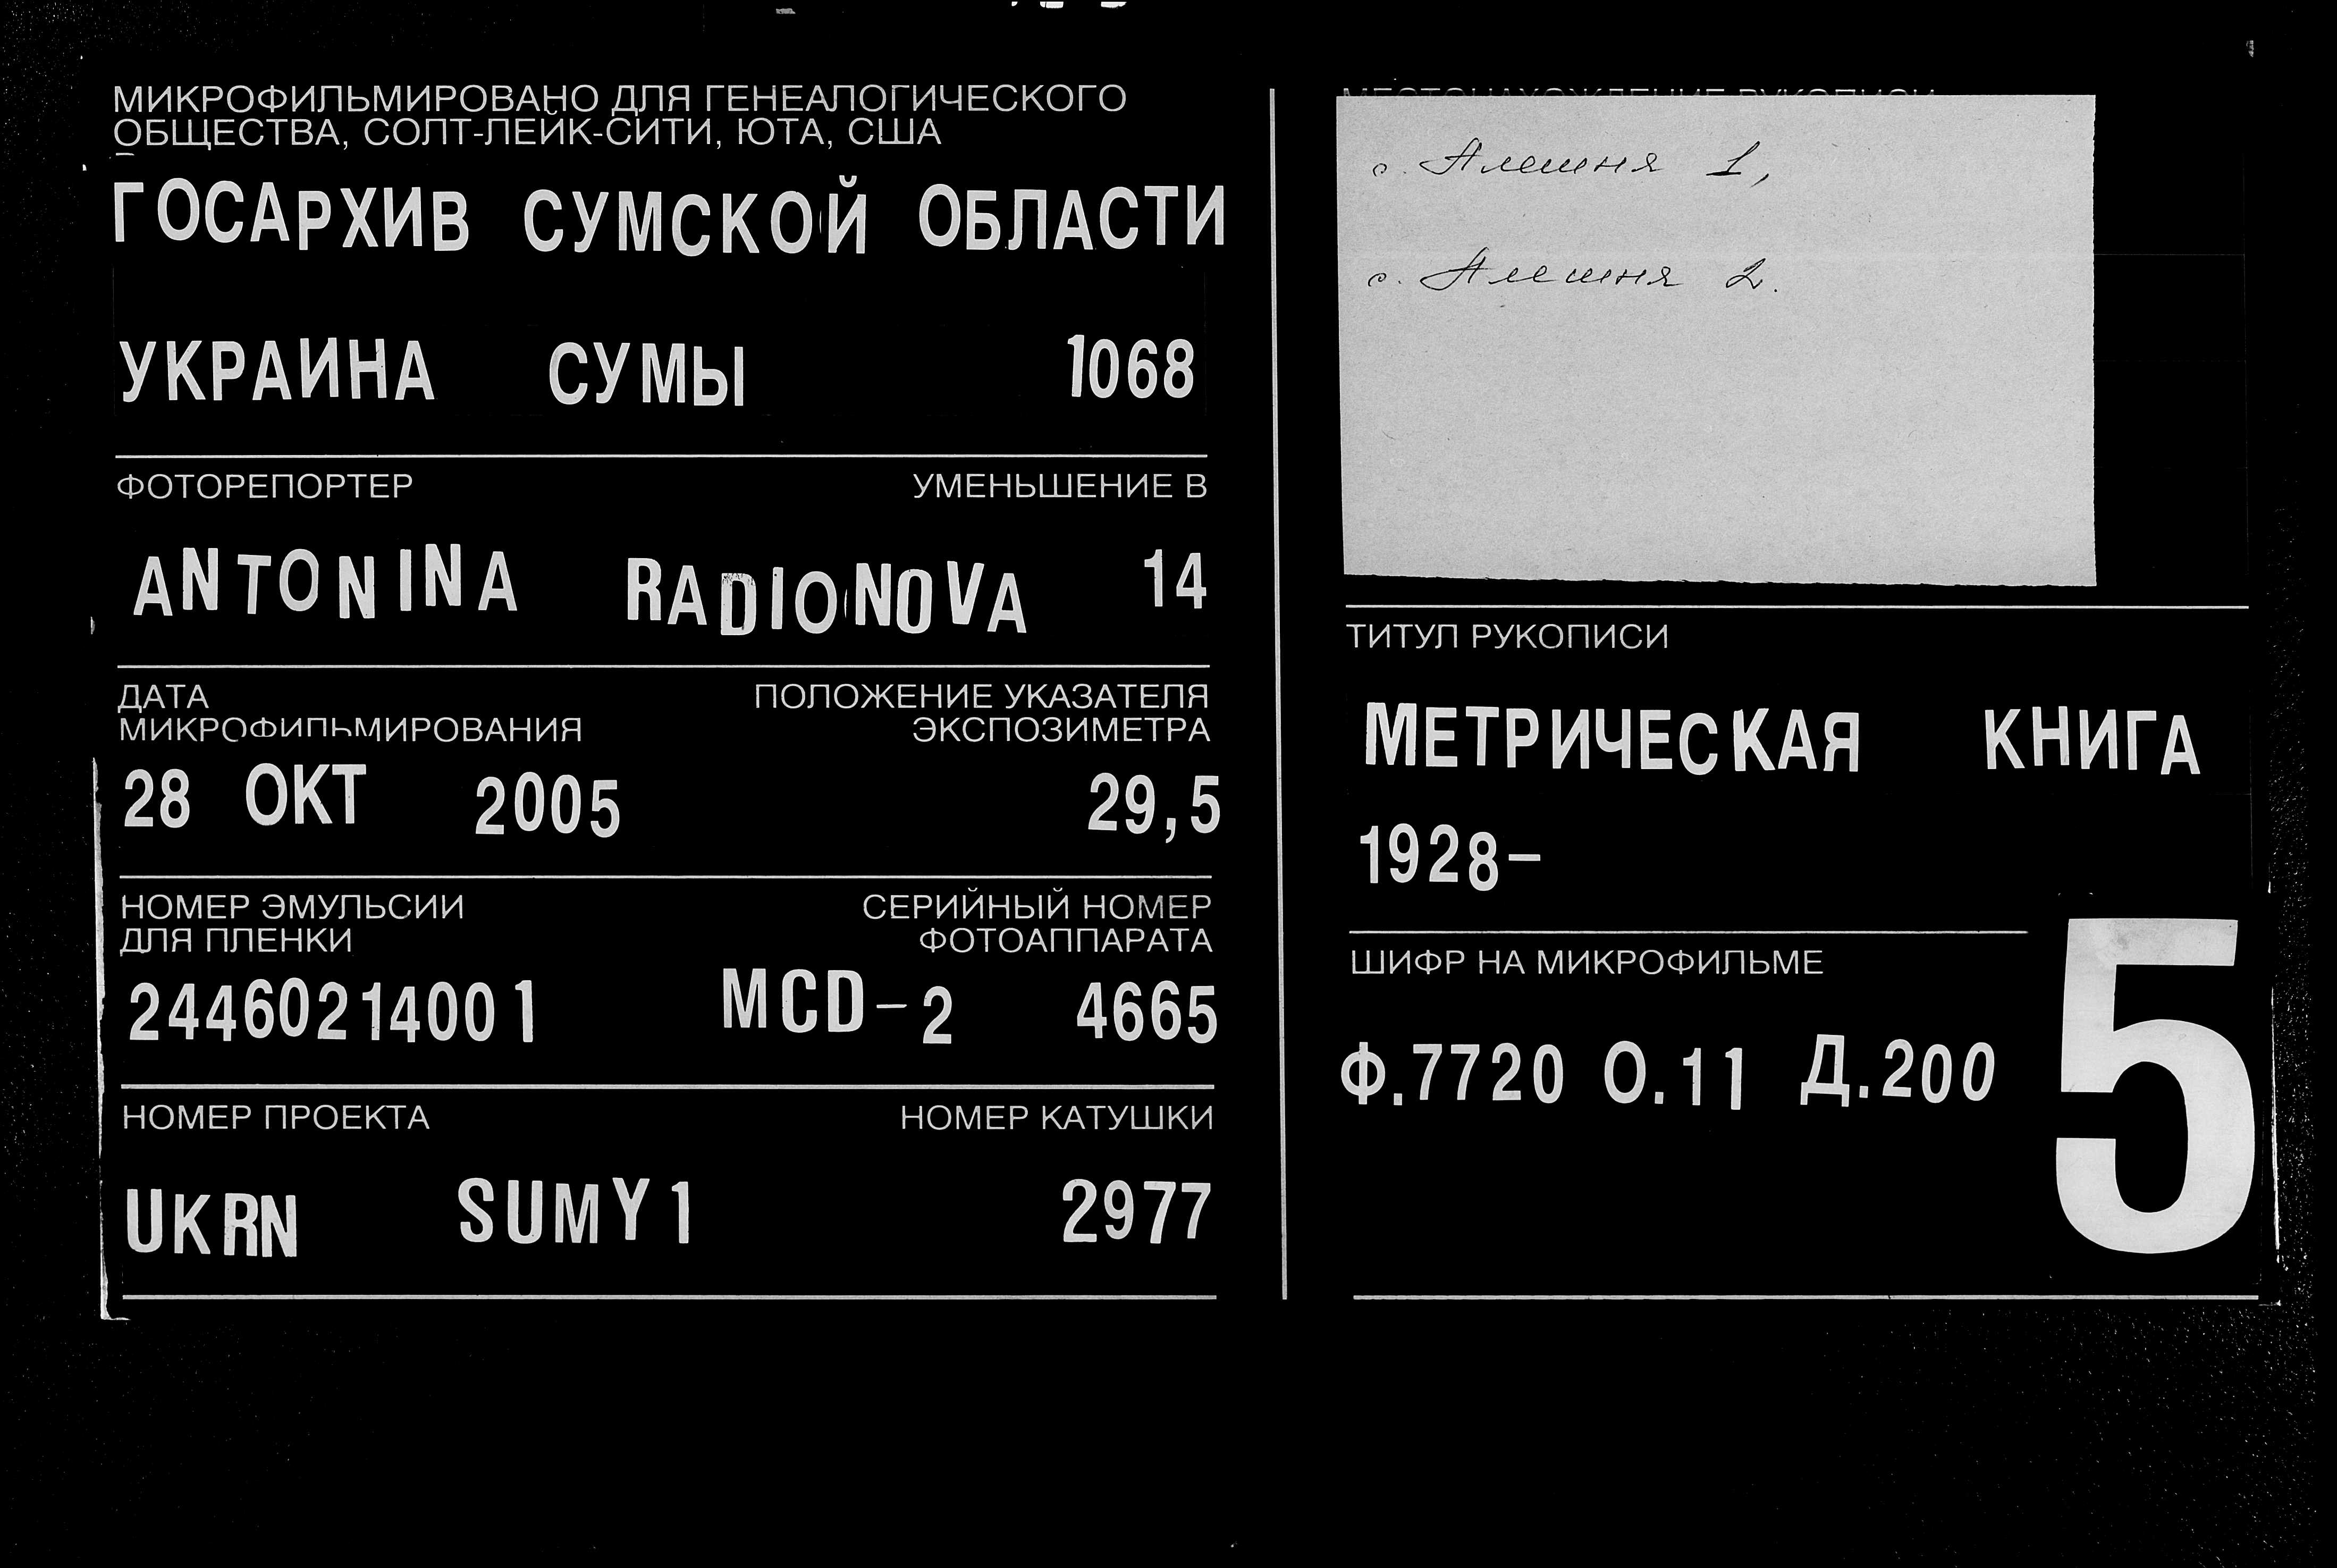 МИКРОФИЛЬМИРОВАНО ДЛЯ ГЕНЕАЛОГИЧЕСКОГО
ОБЩЕСТВА, СОЛТ-ЛЕЙК-СИТИ, ЮТА, США
ГОСАРХИВ СУМСКОЙ ОБЛАСТИ
УКРАИНА СУМЫ 1068
ФОТОРЕПОРТЕР УМЕНЬШЕНИЕ В
ANTONINA RADIONOVA 14
ДАТА
МИКРОФИЛЬМИРОВАНИЯ
ПОЛОЖЕНИЕ УКАЗАТЕЛЯ
ЭКСПОЗИМЕТРА
28 ОКТ 2005 29,5
НОМЕР ЭМУЛЬСИИ
ДЛЯ ПЛЕНКИ
СЕРИЙНЫЙ НОМЕР
ФОТОАППАРАТА
24460214001 MCD-2 4665
НОМЕР ПРОЕКТА НОМЕР КАТУШКИ
UKRN SUMY1 2977
МЕСТОНАХОЖДЕНИЕ РУКОПИСИ
с. Алешня 1,
с. Алешня 2.
ТИТУЛ РУКОПИСИ
МЕТРИЧЕСКАЯ КНИГА
1928-
ШИФР НА МИКРОФИЛЬМЕ
Ф.7720 О.11 Д.200
5